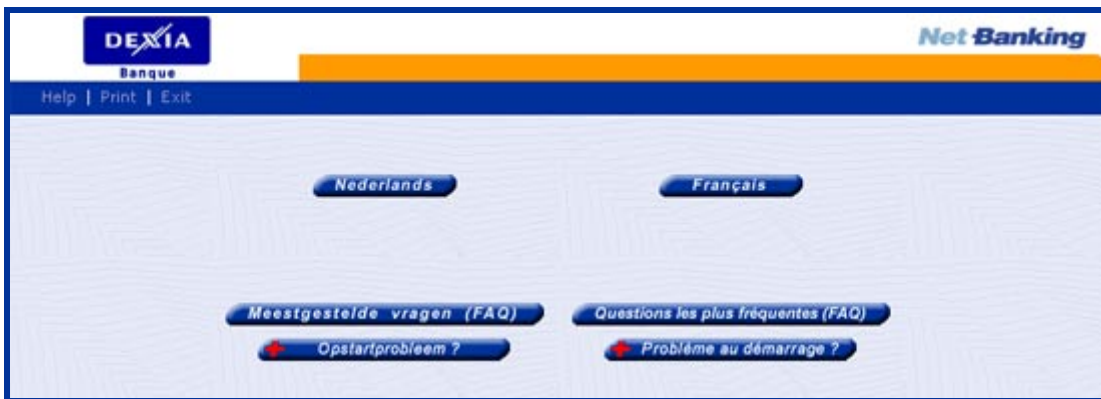 DEXIA
Banque
Net Banking
Help | Print | Exit
Nederlands
Français
Meestgestelde vragen (FAQ)
Questions les plus fréquentes (FAQ)
Opstartprobleem ?
Problème au démarrage ?